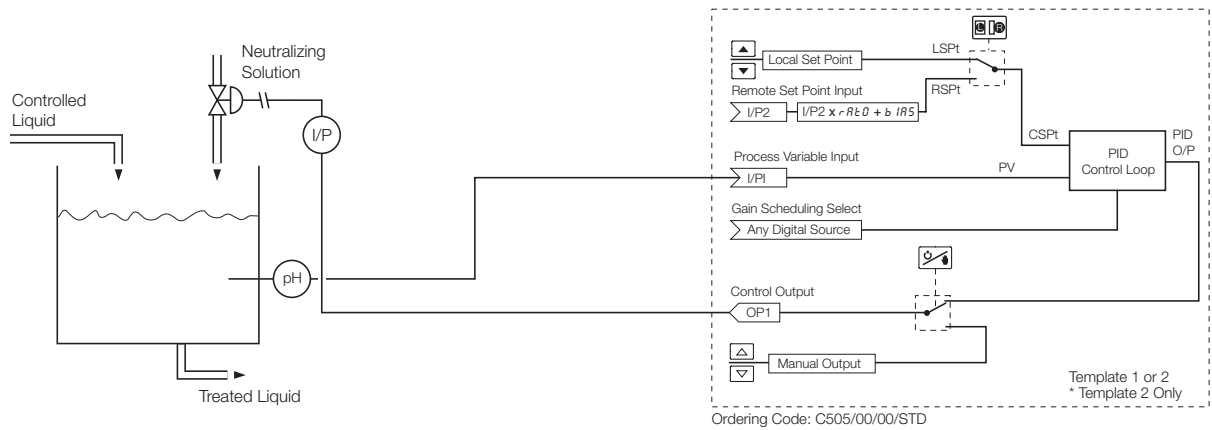 Neutralizing
Solution
Controlled
Liquid
I/P
pH
Treated Liquid
L R
LSPt
Local Set Point
RSPt
Remote Set Point Input
I/P2
I/P2 x rAtO + bIAS
CSPt
PID
O/P
PID
Control Loop
Process Variable Input
PV
I/PI
Gain Scheduling Select
Any Digital Source
Control Output
OP1
Manual Output
Template 1 or 2
* Template 2 Only
Ordering Code: C505/00/00/STD